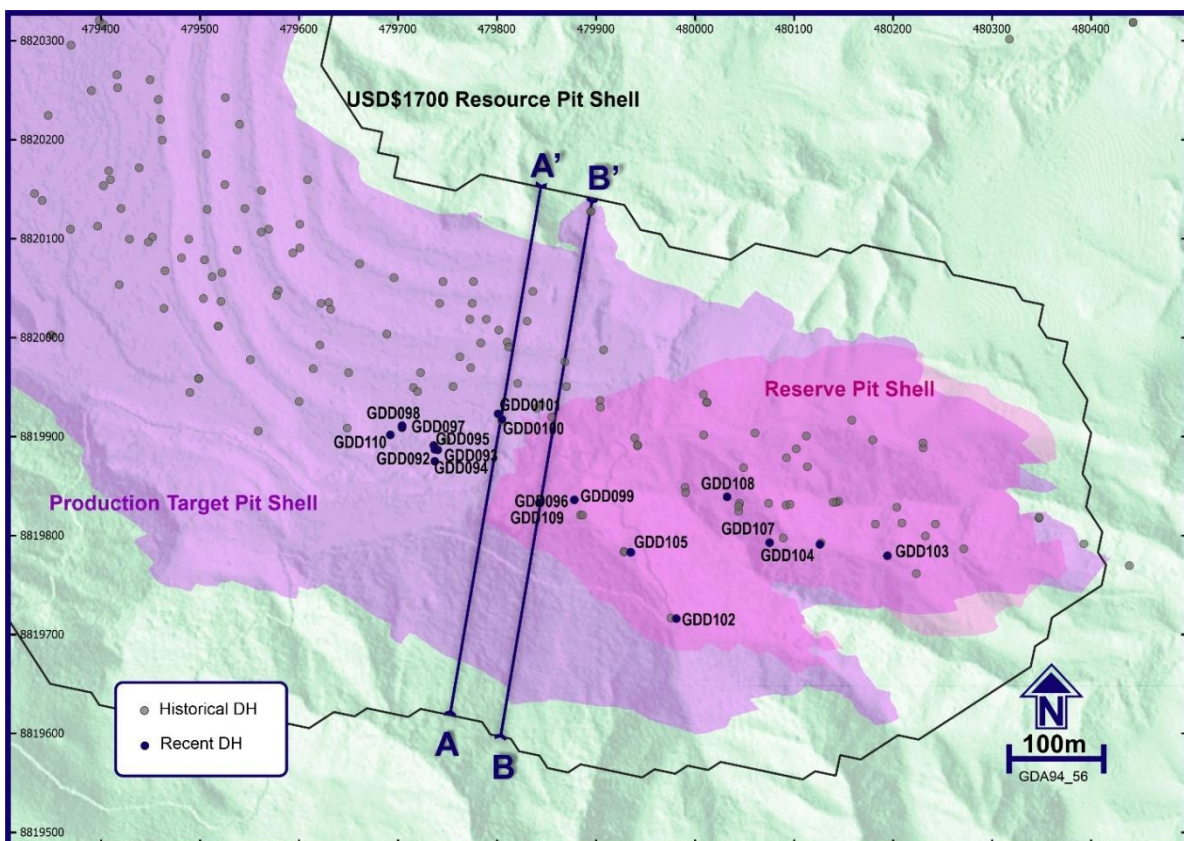 479400 479500 479600 479700 479800 479900 480000 480100 480200 480300 480400
8820300
USD$1700 Resource Pit Shell
8820200
A’
B’
8820100
8820000
Reserve Pit Shell
GDD0101
GDD098
GDD097
GDD0100
8819900
GDD110
GDD095
GDD092
GDD093
GDD094
GDD108
Production Target Pit Shell
GDD096
GDD099
GDD109
GDD107
8819800
GDD105
GDD104
GDD103
GDD102
8819700
Historical DH
N
Recent DH
A
100m
8819600
B
GDA94_56
8819500